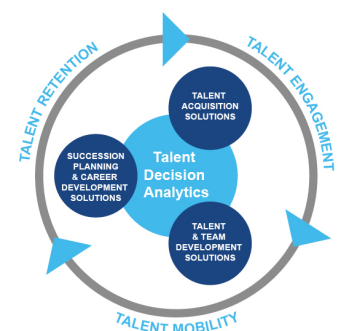 TALENT RETENTION
TALENT ENGAGEMENT
TALENT
ACQUISITION
SOLUTIONS
SUCCESSION
PLANNING
& CAREER
DEVELOPMENT
SOLUTIONS
Talent
Decision
Analytics
TALENT
& TEAM
DEVELOPMENT
SOLUTIONS
TALENT MOBILITY